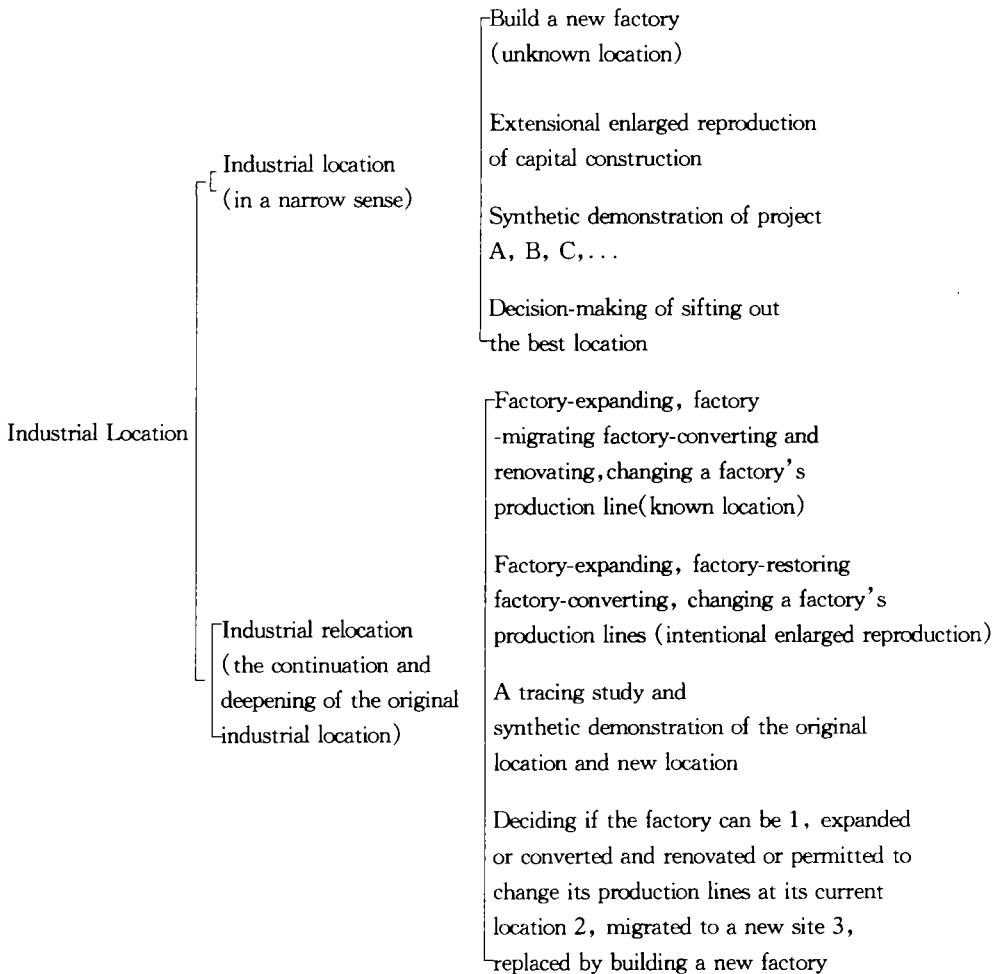 Build a new factory
(unknown location)
Extensional enlarged reproduction
of capital construction
Industrial location
(in a narrow sense)
Synthetic demonstration of project
A, B, C,...
Decision-making of sifting out
the best location
Industrial Location
Factory-expanding, factory
-migrating factory-converting and
renovating,changing a factory's
production line(known location)
Factory-expanding, factory-restoring
factory-converting, changing a factory's
production lines (intentional enlarged reproduction)
Industrial relocation
(the continuation and
deepening of the original
industrial location)
A tracing study and
synthetic demonstration of the original
location and new location
Deciding if the factory can be 1, expanded
or converted and renovated or permitted to
change its production lines at its current
location 2, migrated to a new site 3,
replaced by building a new factory